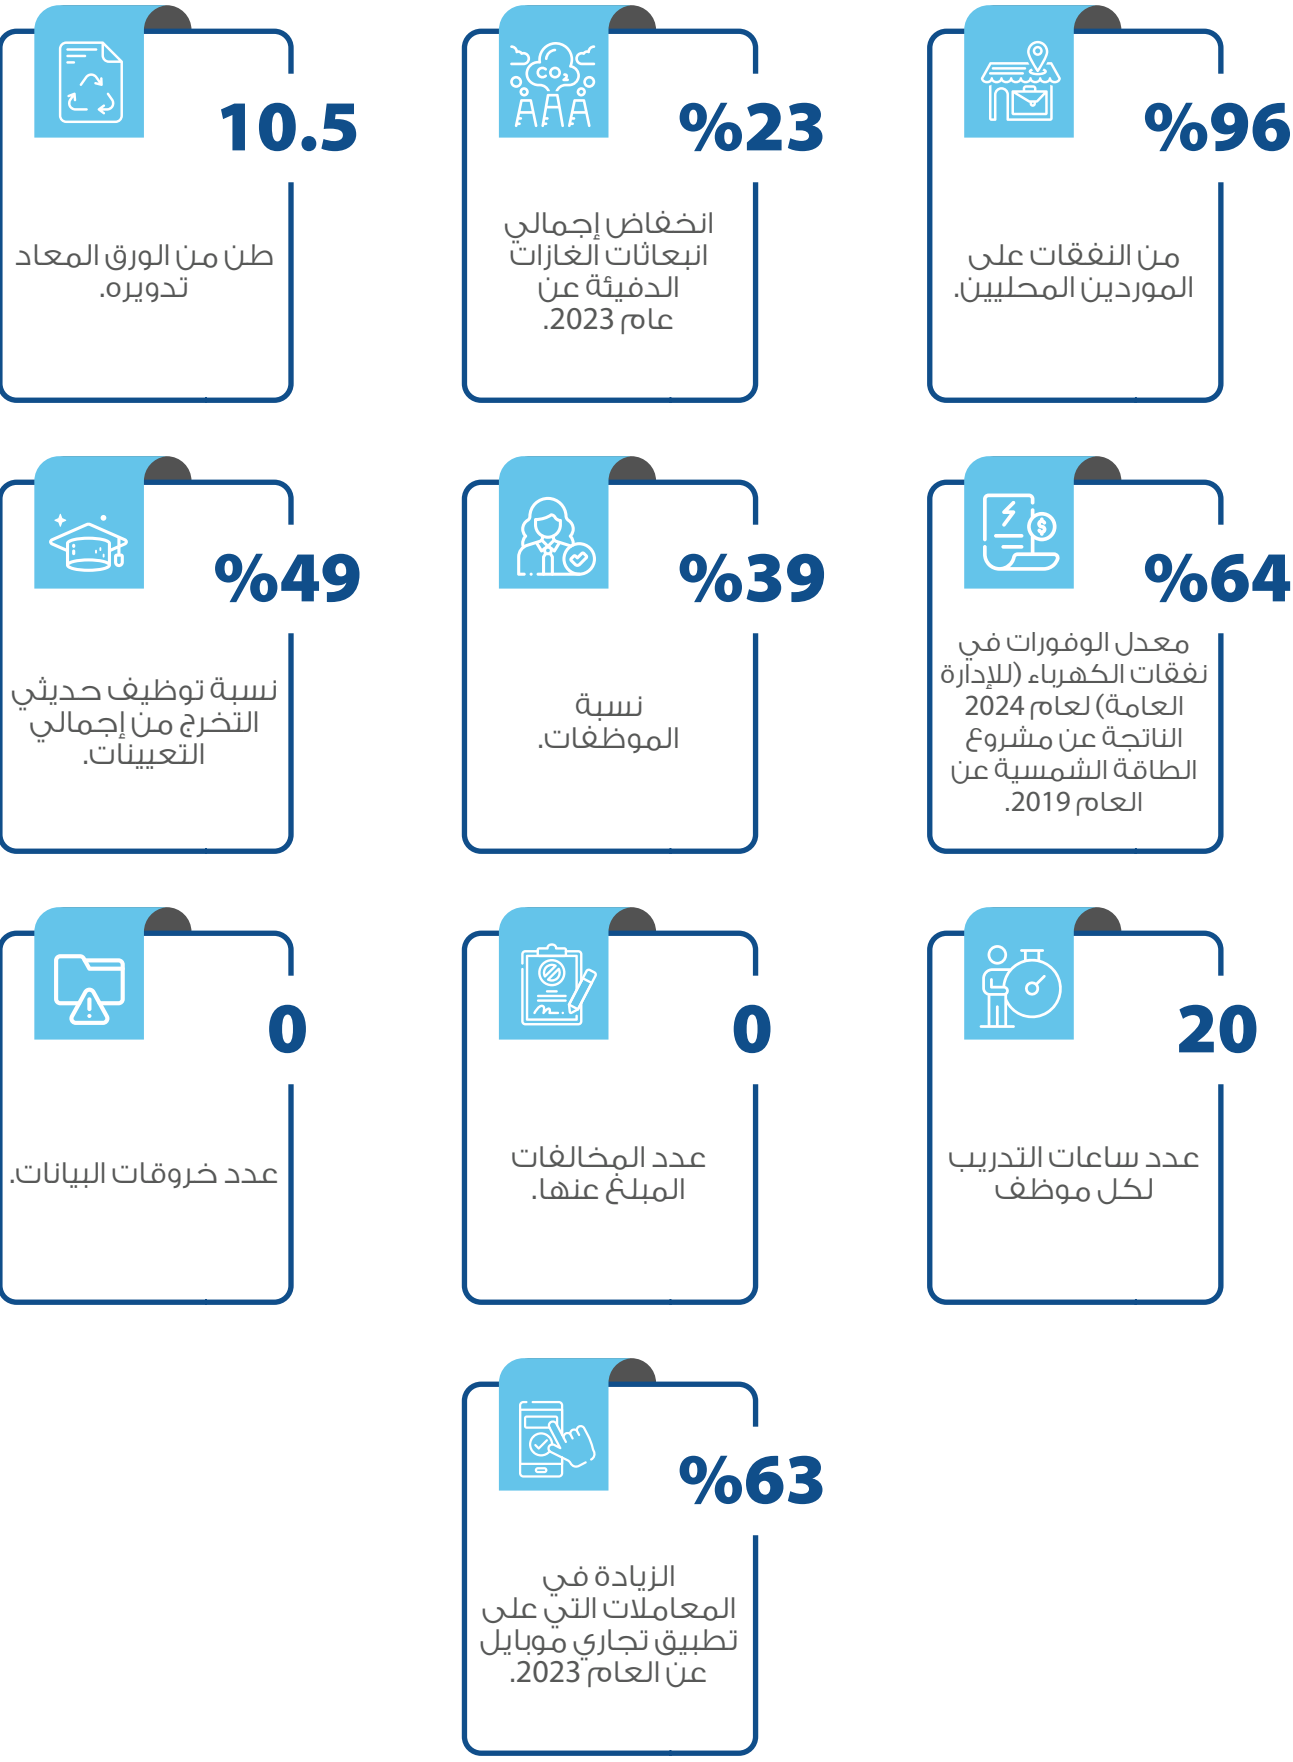 %96
من النفقات على
الموردين المحليين.
%23
انخفاض إجمالي
انبعاثات الغازات
الدفيئة عن
عام 2023.
10.5
طن من الورق المعاد
تدويره.
%64
معدل الوفورات في
نفقات الكهرباء (للإدارة
العامة) لعام 2024
الناتجة عن مشروع
الطاقة الشمسية عن
العام 2019.
%39
نسبة
الموظفات.
%49
نسبة توظيف حديثي
التخرج من إجمالي
التعيينات.
20
عدد ساعات التدريب
لكل موظف
0
عدد المخالفات
المبلغ عنها.
0
عدد خروقات البيانات.
%63
الزيادة في
المعاملات التي على
تطبيق تجاري موبايل
عن العام 2023.
CO₂